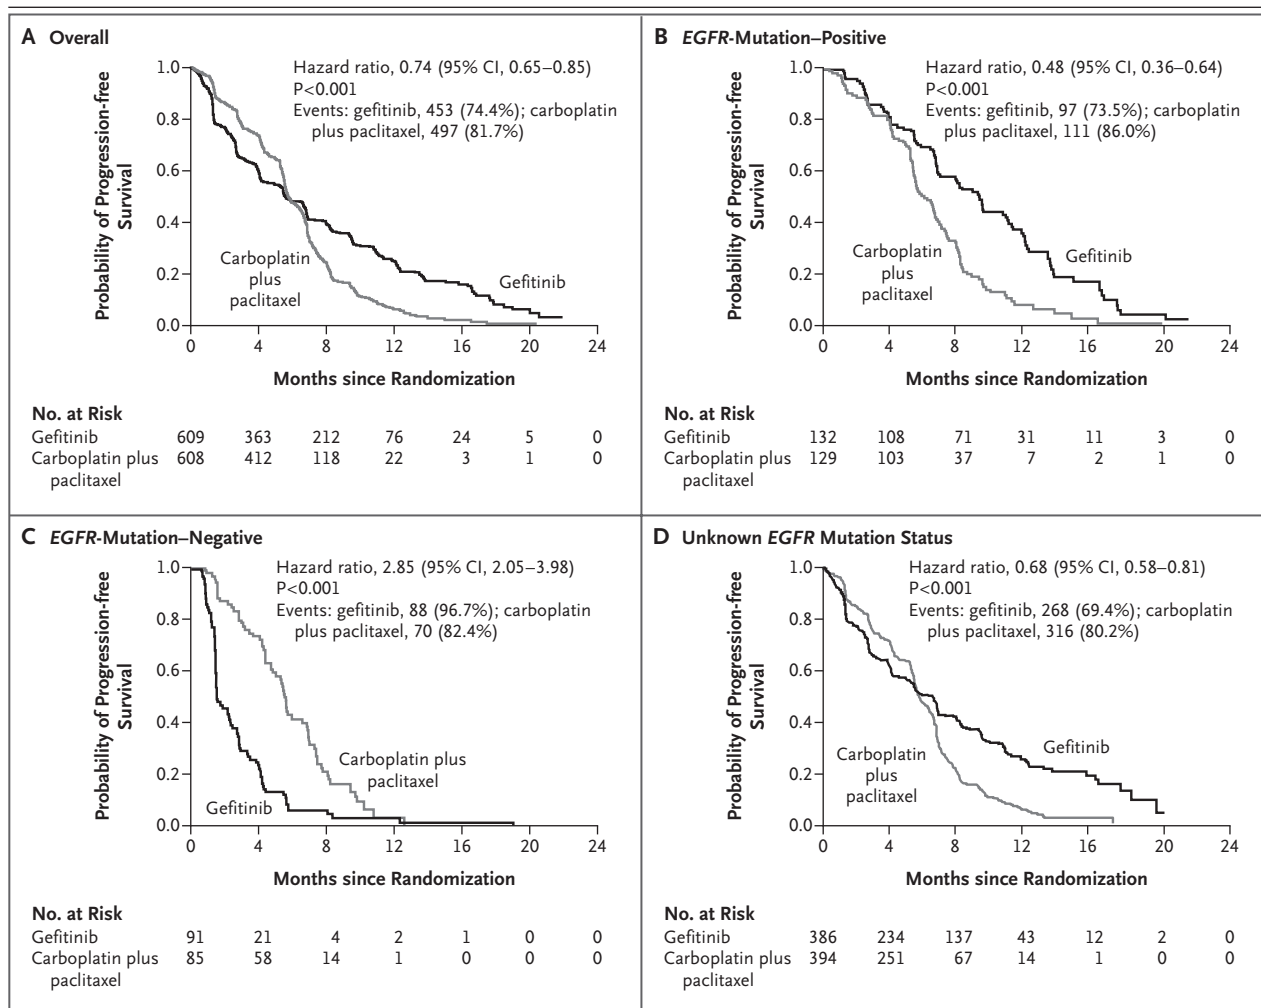 A Overall
Hazard ratio, 0.74 (95% CI, 0.65–0.85)
P<0.001
Events: gefitinib, 453 (74.4%); carboplatin
plus paclitaxel, 497 (81.7%)
Probability of Progression-free
Survival
1.0
0.8
0.6
0.4
0.2
0.0
Carboplatin
plus
paclitaxel
Gefitinib
0 4 8 12 16 20 24
Months since Randomization
No. at Risk
Gefitinib 609 363 212 76 24 5 0
Carboplatin plus 608 412 118 22 3 1 0
paclitaxel
B EGFR-Mutation–Positive
Hazard ratio, 0.48 (95% CI, 0.36–0.64)
P<0.001
Events: gefitinib, 97 (73.5%); carboplatin
plus paclitaxel, 111 (86.0%)
Probability of Progression-free
Survival
1.0
0.8
0.6
0.4
0.2
0.0
Carboplatin
plus
paclitaxel
Gefitinib
0 4 8 12 16 20 24
Months since Randomization
No. at Risk
Gefitinib 132 108 71 31 11 3 0
Carboplatin plus 129 103 37 7 2 1 0
paclitaxel
C EGFR-Mutation–Negative
Hazard ratio, 2.85 (95% CI, 2.05–3.98)
P<0.001
Events: gefitinib, 88 (96.7%); carboplatin
plus paclitaxel, 70 (82.4%)
Probability of Progression-free
Survival
1.0
0.8
0.6
0.4
0.2
0.0
Carboplatin plus
paclitaxel
Gefitinib
0 4 8 12 16 20 24
Months since Randomization
No. at Risk
Gefitinib 91 21 4 2 1 0 0
Carboplatin plus 85 58 14 1 0 0 0
paclitaxel
D Unknown EGFR Mutation Status
Hazard ratio, 0.68 (95% CI, 0.58–0.81)
P<0.001
Events: gefitinib, 268 (69.4%); carboplatin
plus paclitaxel, 316 (80.2%)
Probability of Progression-free
Survival
1.0
0.8
0.6
0.4
0.2
0.0
Carboplatin
plus
paclitaxel
Gefitinib
0 4 8 12 16 20 24
Months since Randomization
No. at Risk
Gefitinib 386 234 137 43 12 2 0
Carboplatin plus 394 251 67 14 1 0 0
paclitaxel